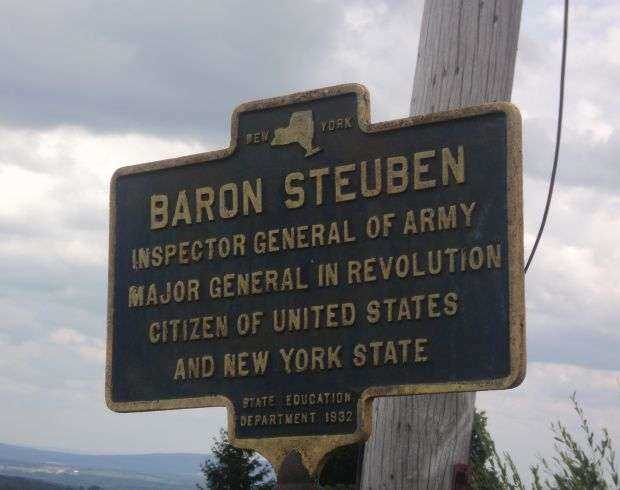 NEW YORK
BARON STEUBEN
INSPECTOR GENERAL OF ARMY
MAJOR GENERAL IN REVOLUTION
CITIZEN OF UNITED STATES
AND NEW YORK STATE
STATE EDUCATION
DEPARTMENT 1932